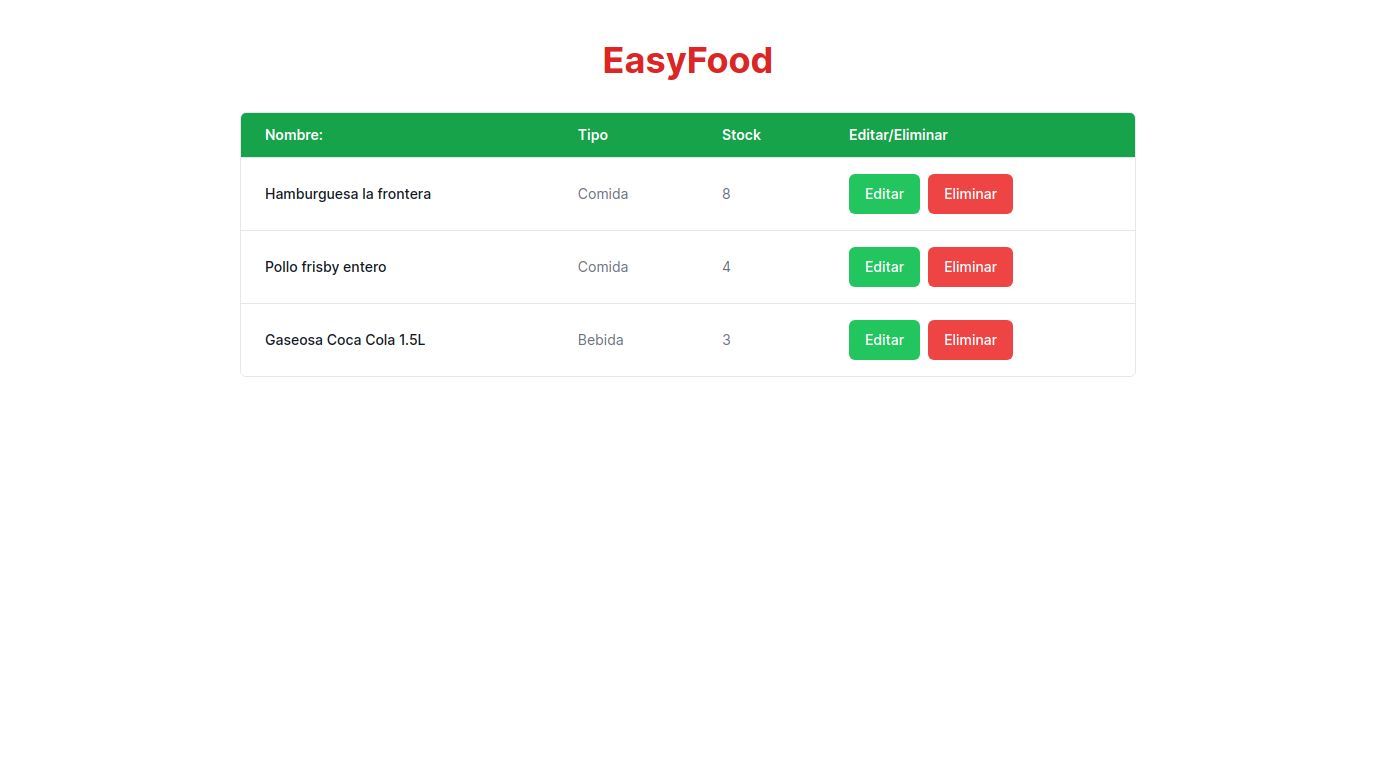 EasyFood
Nombre: Tipo Stock Editar/Eliminar
Hamburguesa la frontera Comida 8 Editar Eliminar
Pollo frisby entero Comida 4 Editar Eliminar
Gaseosa Coca Cola 1.5L Bebida 3 Editar Eliminar